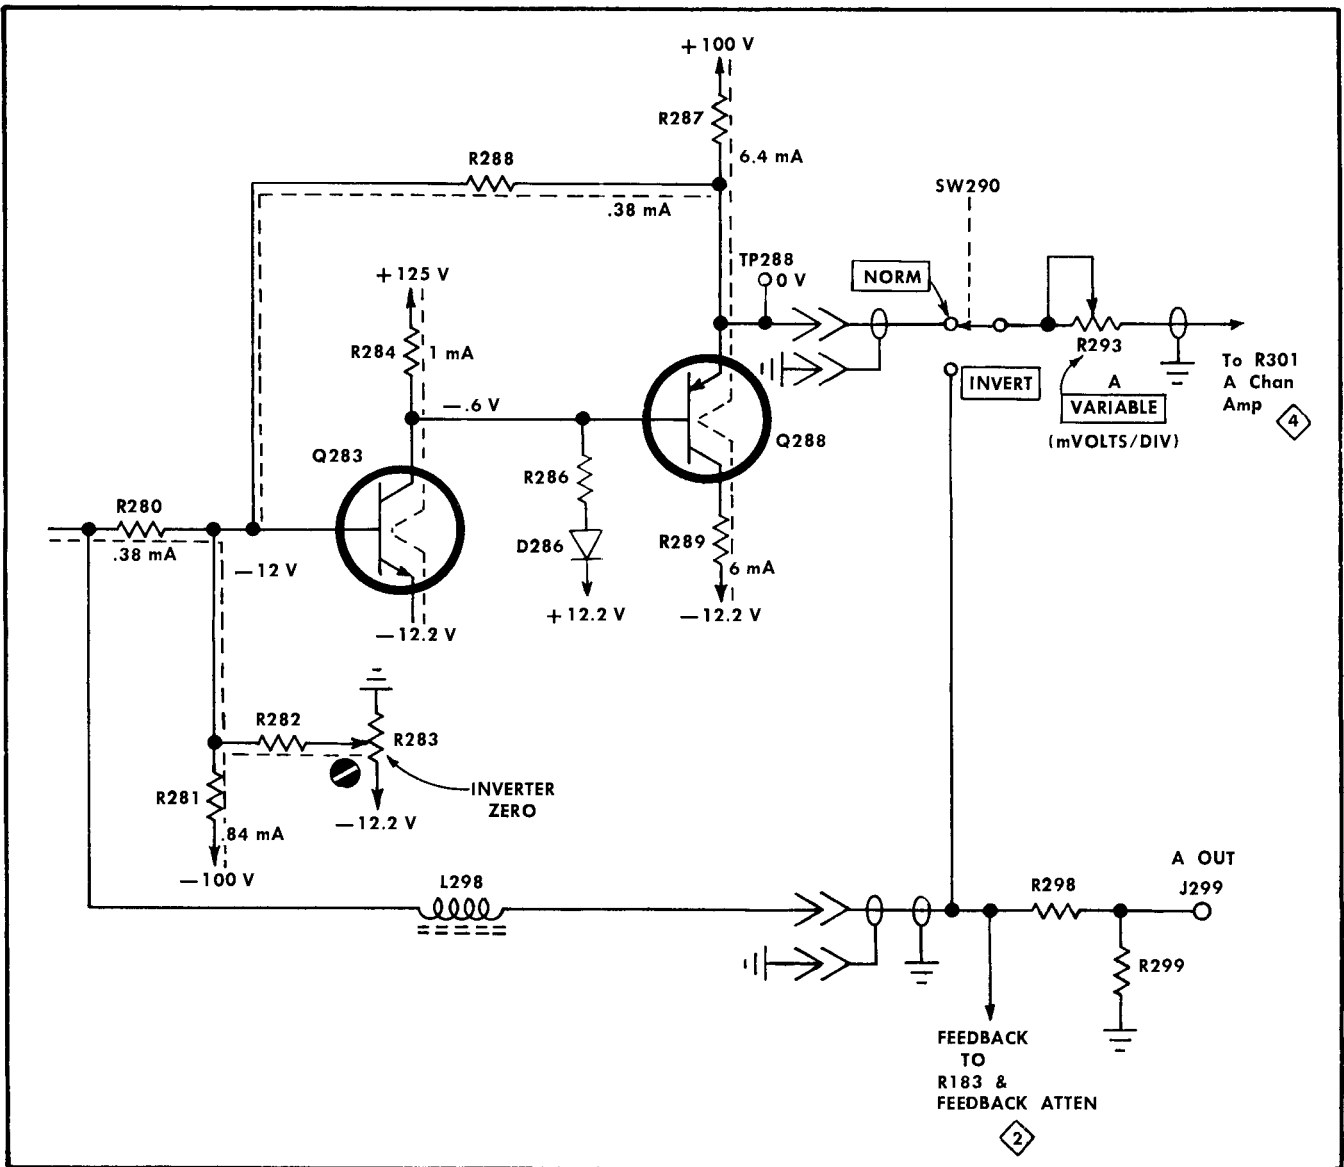 +100 V
R287
6.4 mA
R288
.38 mA
SW290
+125 V
TP288
0 V
NORM
R284
1 mA
R293
To R301
A Chan
Amp
4
INVERT
A
VARIABLE
(mVOLTS/DIV)
—.6 V
Q288
Q283
R286
R280
.38 mA
—12 V
D286
R289
6 mA
+12.2 V
—12.2 V
—12.2 V
R282
R283
INVERTER
ZERO
R281
—12.2 V
.84 mA
—100 V
L298
R298
A OUT
J299
R299
FEEDBACK
TO
R183 &
FEEDBACK ATTEN
2